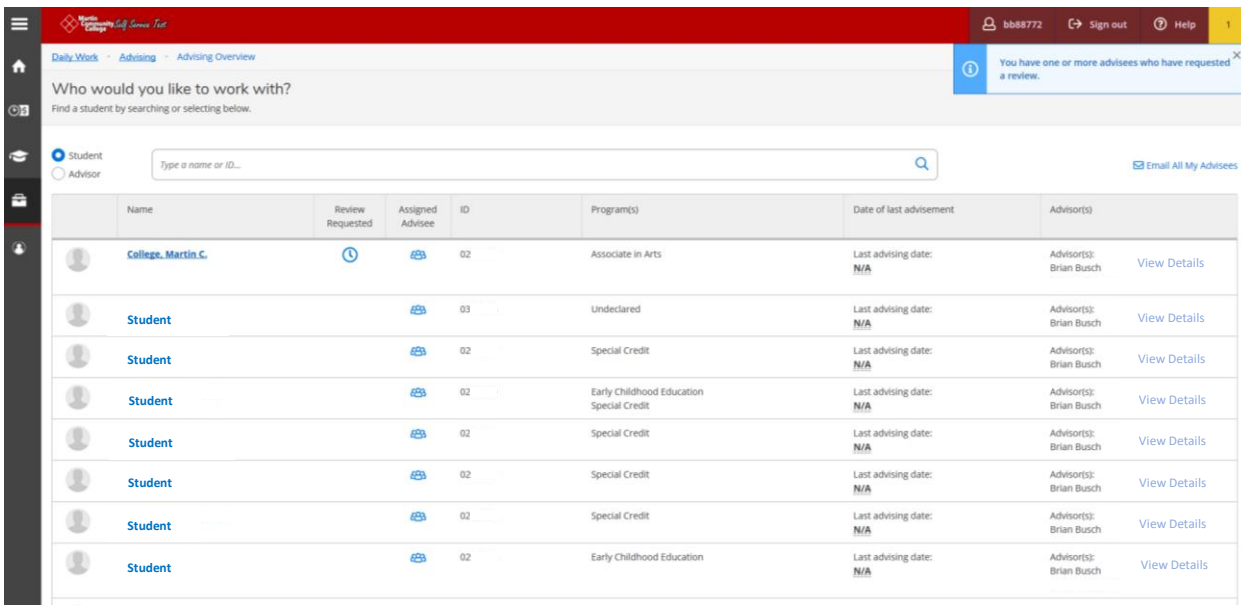 Martin
Community
College Self Service Test
bb88772 Sign out ? Help 1
Daily Work · Advising · Advising Overview
You have one or more advisees who have requested
a review.
Who would you like to work with?
Find a student by searching or selecting below.
Student
Advisor
Type a name or ID...
Email All My Advisees
Name Review Requested Assigned Advisee ID Program(s) Date of last advisement Advisor(s)
College, Martin C. 02 Associate in Arts Last advising date: Advisor(s):
N/A Brian Busch View Details
Student 03 Undeclared Last advising date: Advisor(s):
N/A Brian Busch View Details
Student 02 Special Credit Last advising date: Advisor(s):
N/A Brian Busch View Details
Student 02 Early Childhood Education Last advising date: Advisor(s):
Special Credit N/A Brian Busch View Details
Student 02 Special Credit Last advising date: Advisor(s):
N/A Brian Busch View Details
Student 02 Special Credit Last advising date: Advisor(s):
N/A Brian Busch View Details
Student 02 Special Credit Last advising date: Advisor(s):
N/A Brian Busch View Details
Student 02 Early Childhood Education Last advising date: Advisor(s):
N/A Brian Busch View Details